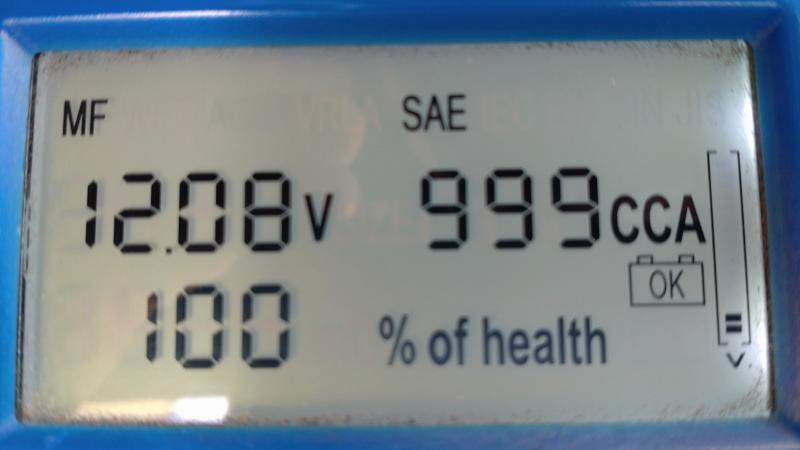 MF SAE
12.08V 999CCA
OK
100 % of health